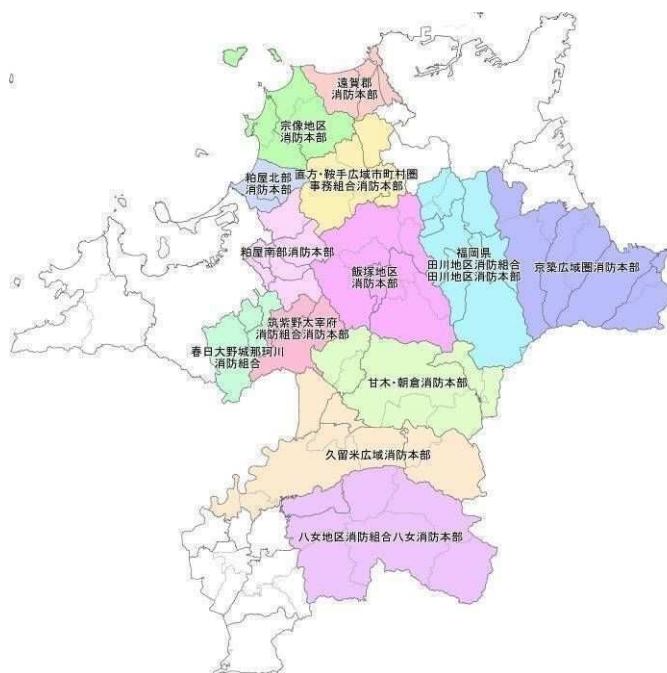 遠賀郡
消防本部
宗像地区
消防本部
粕屋北部
消防本部
直方・鞍手広域市町村圏
事務組合消防本部
粕屋南部消防本部
飯塚地区
消防本部
福岡県
田川地区消防組合
田川地区消防本部
京築広域圏消防本部
筑紫野太宰府
消防組合消防本部
春日大野城那珂川
消防組合
甘木・朝倉消防本部
久留米広域消防本部
八女地区消防組合八女消防本部